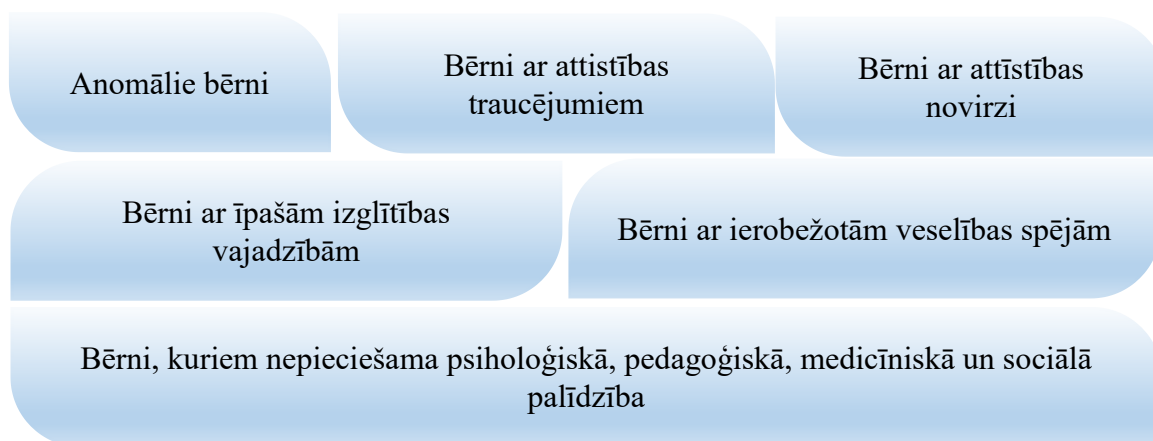 Anomālie bērni
Bērni ar attistības
traucējumiem
Bērni ar attīstības
novirzi
Bērni ar īpašām izglītības
vajadzībām
Bērni ar ierobežotām veselības spējām
Bērni, kuriem nepieciešama psiholoģiskā, pedagoģiskā, medicīniskā un sociālā
palīdzība